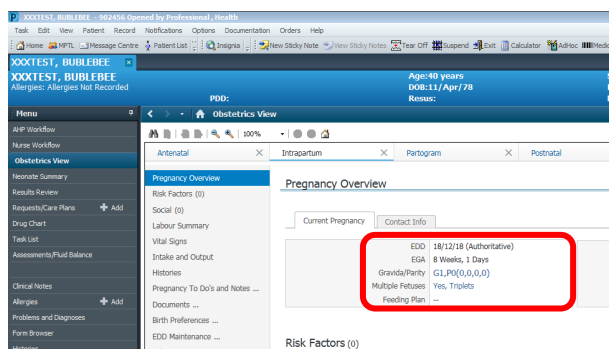 XXXTEST, BUBLEBEE - 902456 Opened by Professional , Health
Task Edit View Patient Record Notifications Options Documentation Orders Help
Home MPTL Message Centre Patient List Insignia New Sticky Note View Sticky Notes Tear Off Suspend Exit Calculator AdHoc Medic
XXXTEST, BUBLEBEE
XXXTEST, BUBLEBEE Age:40 years
Allergies: Allergies Not Recorded DOB:11/Apr/78
PDD: Resus:
Menu Obstetrics View
AHP Workflow
Nurse Workflow
Obstetrics View
Neonate Summary
Results Review
Requests/Care Plans Add
Drug Chart
Task List
Assessments/Fluid Balance
Clinical Notes
Allergies Add
Problems and Diagnoses
Form Browser
Histories
100%
Antenatal Intrapartum Partogram Postnatal
Pregnancy Overview
Risk Factors (0)
Social (0)
Labour Summary
Vital Signs
Intake and Output
Histories
Pregnancy To Do's and Notes ...
Documents ...
Birth Preferences ...
EDD Maintenance ...
Pregnancy Overview
Current Pregnancy Contact Info
EDD 18/12/18 (Authoritative)
EGA 8 Weeks, 1 Days
Gravida/Parity G1,P0(0,0,0,0)
Multiple Fetuses Yes, Triplets
Feeding Plan --
Risk Factors (0)